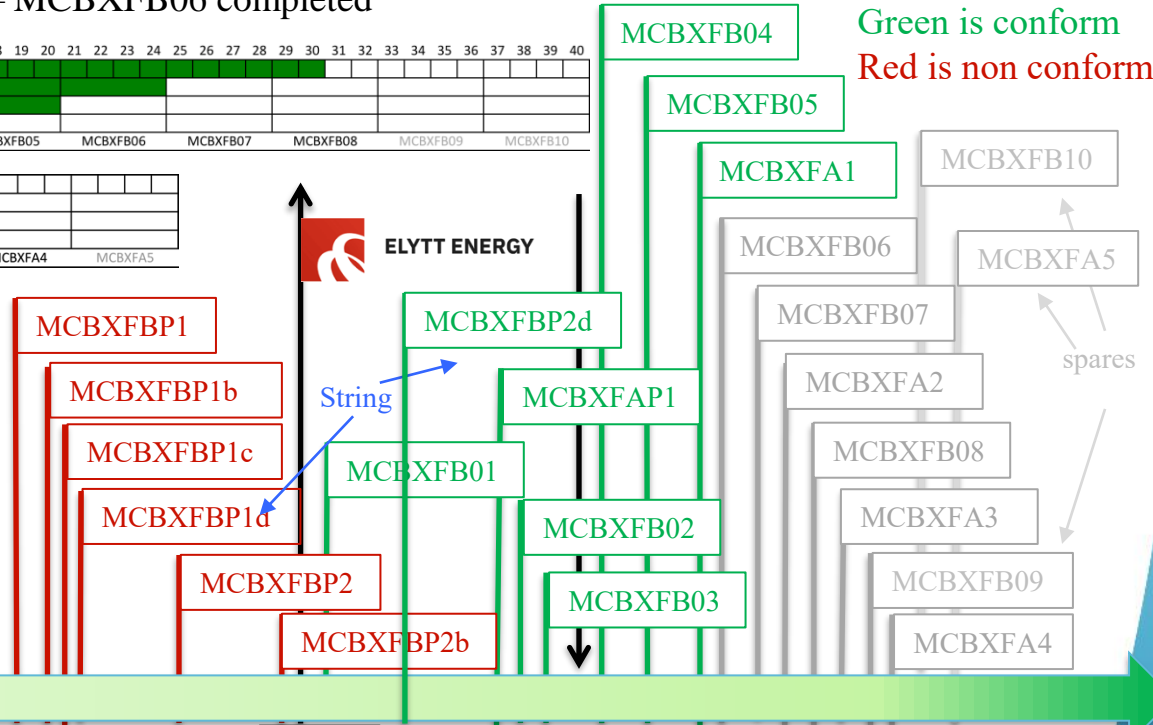 MCBXFB06 completed
19 20 21 22 23 24 25 26 27 28 29 30 31 32 33 34 35 36 37 38 39 40
MCBXFB06 MCBXFB07 MCBXFB08 MCBXFB09 MCBXFB10
MCBXFA5
Green is conform
Red is non conform
MCBXFB04
MCBXFB05
MCBXFA1
MCBXFB10
MCBXFB06
MCBXFA5
ELYTT ENERGY
MCBXFBP1
MCBXFBP2d
MCBXFB07
spares
MCBXFBP1b
String
MCBXFAP1
MCBXFA2
MCBXFBP1c
MCBXFB01
MCBXFB08
MCBXFBP1d
MCBXFB02
MCBXFA3
MCBXFBP2
MCBXFB03
MCBXFB09
MCBXFBP2b
MCBXFA4